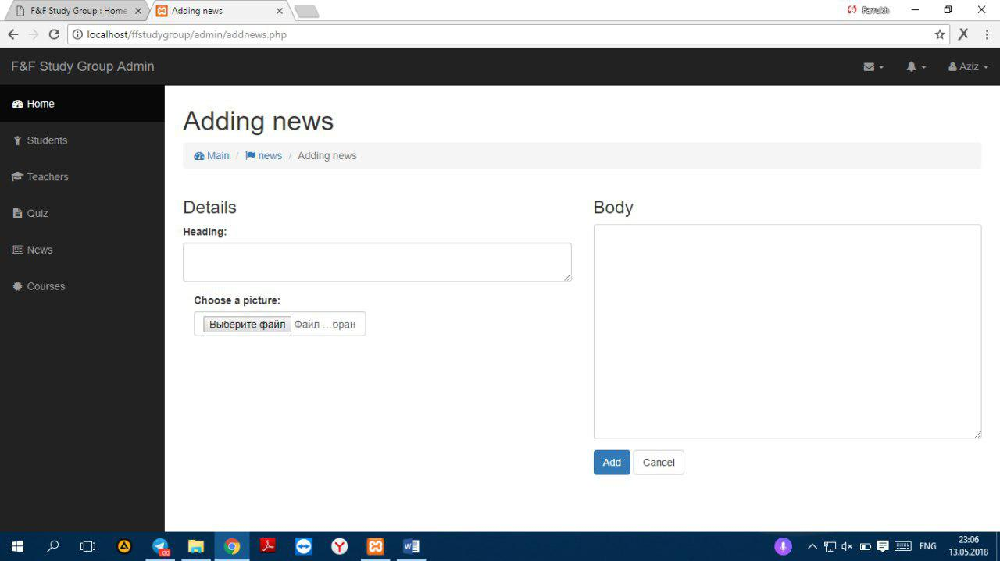 F&F Study Group : Home
Adding news
Farrukh
localhost/ffstudygroup/admin/addnews.php
F&F Study Group Admin
Aziz
Home
Students
Teachers
Quiz
News
Courses
Adding news
Main / news / Adding news
Details
Heading:
Choose a picture:
Выберите файл Файл ...бран
Body
Add Cancel
ENG
23:06
13.05.2018